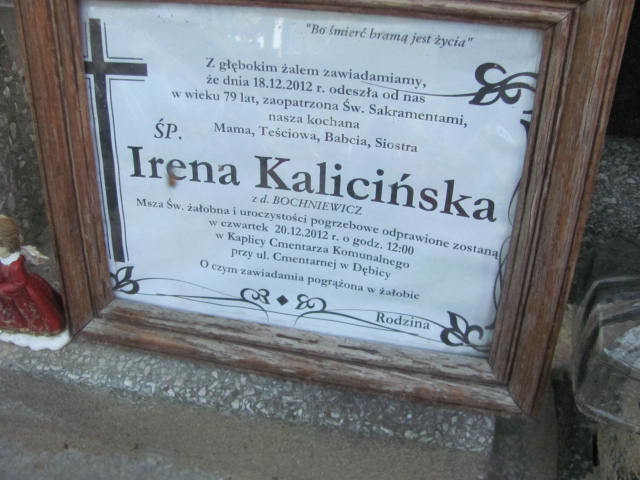 "Bo śmierć bramą jest życia"
Z głębokim żalem zawiadamiamy,
że dnia 18.12.2012 r. odeszła od nas
w wieku 79 lat, zaopatrzona Św. Sakramentami,
nasza kochana
Mama, Teściowa, Babcia, Siostra
ŚP.
Irena Kalicińska
z d. BOCHNIEWICZ
Msza Św. żałobna i uroczystości pogrzebowe odprawione zostaną
w czwartek 20.12.2012 r. o godz. 12:00
w Kaplicy Cmentarza Komunalnego
przy ul. Cmentarnej w Dębicy
O czym zawiadamia pogrążona w żałobie
Rodzina